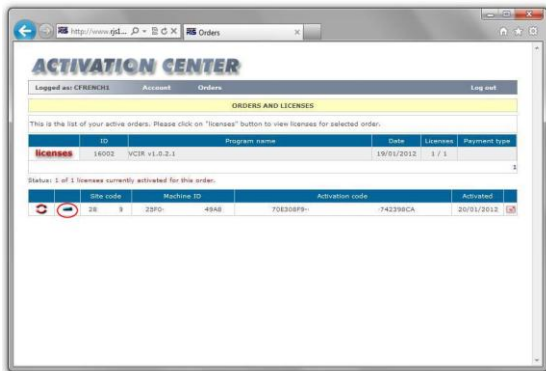 http://www.rjsl... Orders
ACTIVATION CENTER
Logged as: CFRENCH1 Account Orders Log out
ORDERS AND LICENSES
This is the list of your active orders. Please click on "licenses" button to view licenses for selected order.
ID Program name Date Licenses Payment type
licenses 16002 VCIR v1.0.2.1 19/01/2012 1 / 1
1
Status: 1 of 1 licenses currently activated for this order.
Site code Machine ID Activation code Activated
28 9 28F0- 49A8 70E308F9- -742398CA 20/01/2012